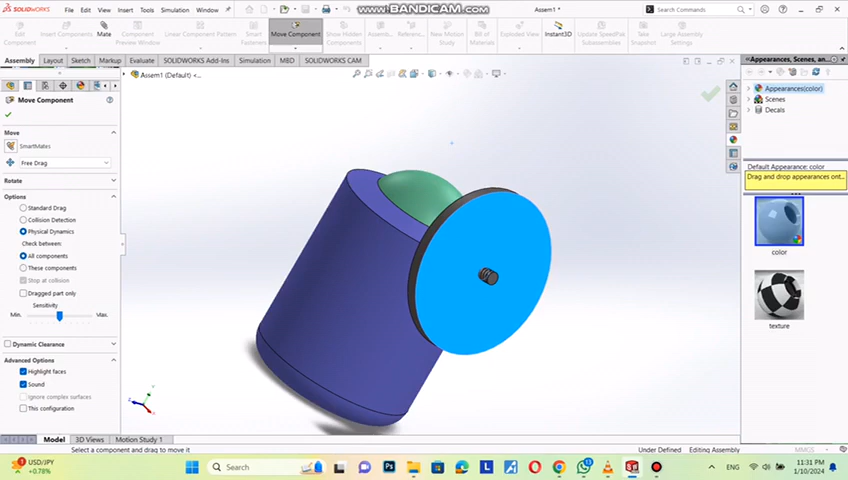 SOLIDWORKS
File Edit View Insert Tools Simulation Window
www.BANDICAM.com
Assem1 *
Search Commands
Edit Component
Insert Components
Mate
Component Preview Window
Linear Component Pattern
Smart Fasteners
Move Component
Show Hidden Components
Assemb...
Reference...
New Motion Study
Bill of Materials
Exploded View
Instant3D
Update SpeedPak Subassemblies
Take Snapshot
Large Assembly Settings
Assembly Layout Sketch Markup Evaluate SOLIDWORKS Add-Ins Simulation MBD SOLIDWORKS CAM
Assem1 (Default) <...
Appearances, Scenes, an...
Move Component
Move
SmartMates
Free Drag
Rotate
Options
Standard Drag
Collision Detection
Physical Dynamics
Check between:
All components
These components
Stop at collision
Dragged part only
Sensitivity
Min.
Max.
Dynamic Clearance
Advanced Options
Highlight faces
Sound
Ignore complex surfaces
This configuration
Appearances(color)
Scenes
Decals
Default Appearance: color
Drag and drop appearances ont...
color
texture
Model 3D Views Motion Study 1
Select a component and drag to move it
Under Defined
Editing Assembly
MMGS
USD/JPY
+0.78%
Search
ENG
11:31 PM
1/10/2024